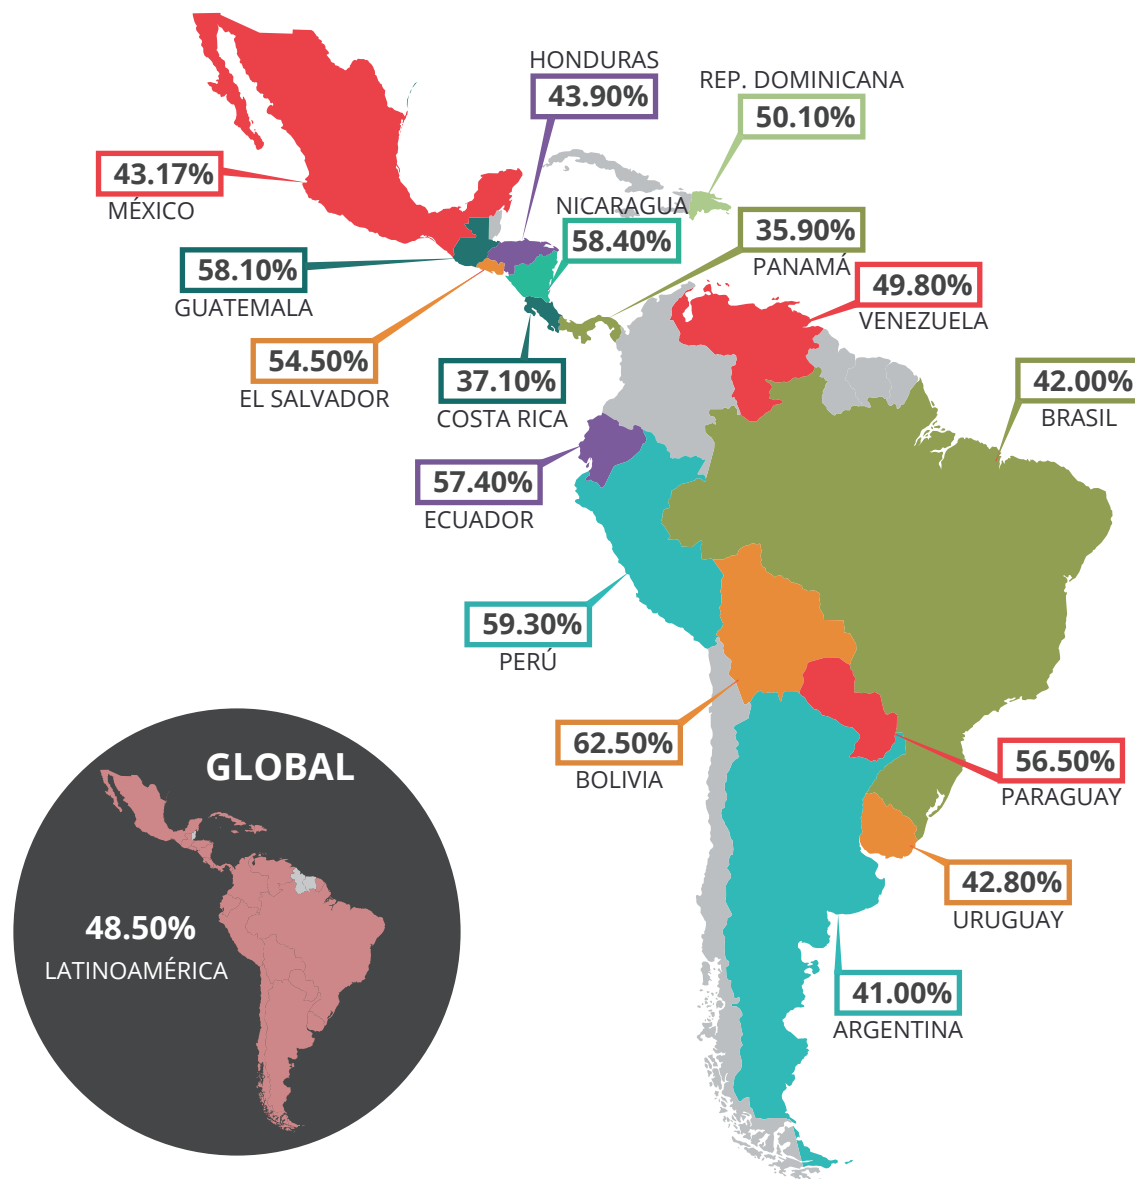 HONDURAS
43.90%
REP. DOMINICANA
50.10%
43.17%
MÉXICO
NICARAGUA
58.40%
35.90%
PANAMÁ
58.10%
GUATEMALA
49.80%
VENEZUELA
54.50%
EL SALVADOR
37.10%
COSTA RICA
42.00%
BRASIL
57.40%
ECUADOR
59.30%
PERÚ
62.50%
BOLIVIA
56.50%
PARAGUAY
42.80%
URUGUAY
41.00%
ARGENTINA
GLOBAL
48.50%
LATINOAMÉRICA